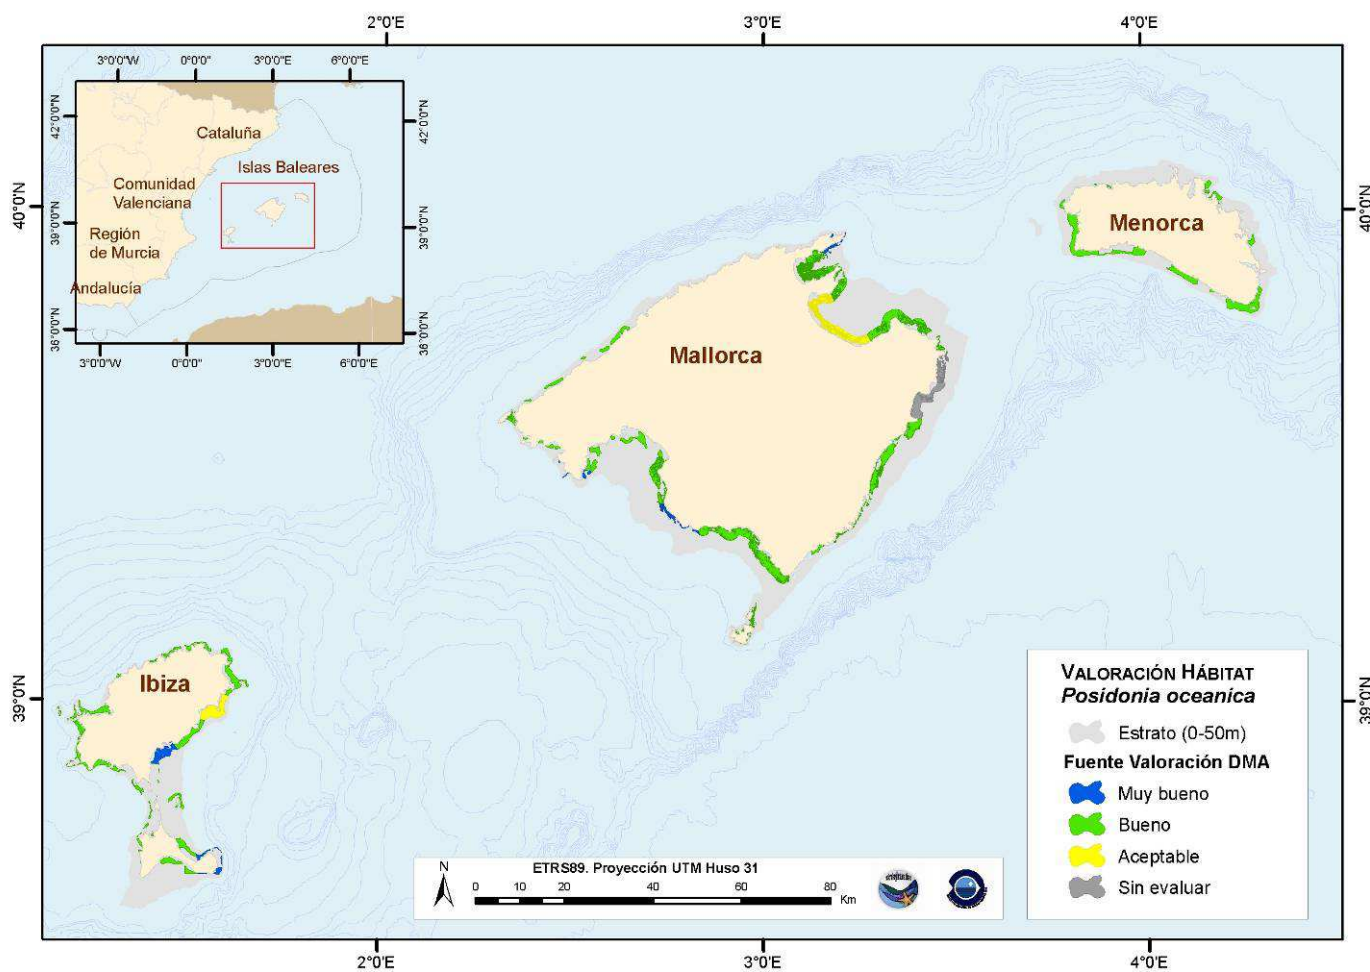 2°0'E
3°0'E
4°0'E
3°0'0"W
0°0'0"
3°0'0"E
6°0'0"E
42°0'0"N
42°0'0"N
Cataluña
Islas Baleares
Comunidad
Valenciana
39°0'0"N
39°0'0"N
Región
de Murcia
Andalucía
36°0'0"N
36°0'0"N
3°0'0"W
0°0'0"
3°0'0"E
6°0'0"E
40°0'N
40°0'N
Menorca
Mallorca
Ibiza
39°0'N
39°0'N
VALORACIÓN HÁBITAT
Posidonia oceanica
Estrato (0-50m)
Fuente Valoración DMA
Muy bueno
Bueno
Aceptable
Sin evaluar
N
ETRS89. Proyección UTM Huso 31
0 10 20 40 60 80
Km
2°0'E
3°0'E
4°0'E